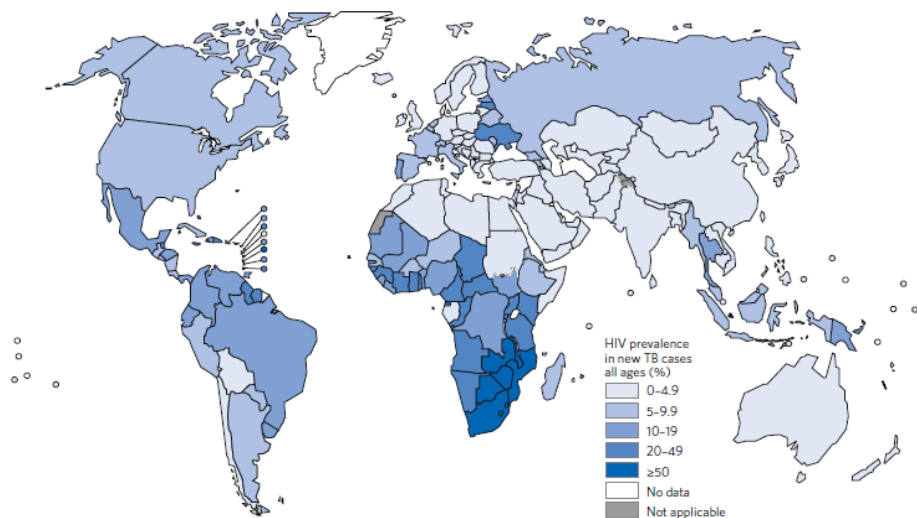 HIV prevalence
in new TB cases
all ages (%)
0–4.9
5–9.9
10–19
20–49
≥50
No data
Not applicable